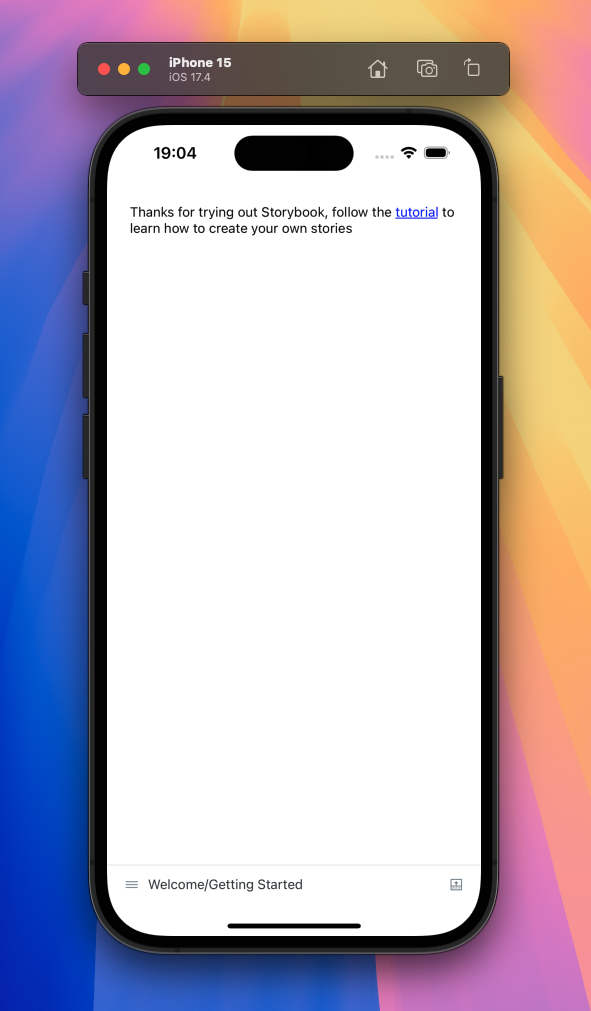 iPhone 15
iOS 17.4
19:04
Thanks for trying out Storybook, follow the tutorial to
learn how to create your own stories
Welcome/Getting Started